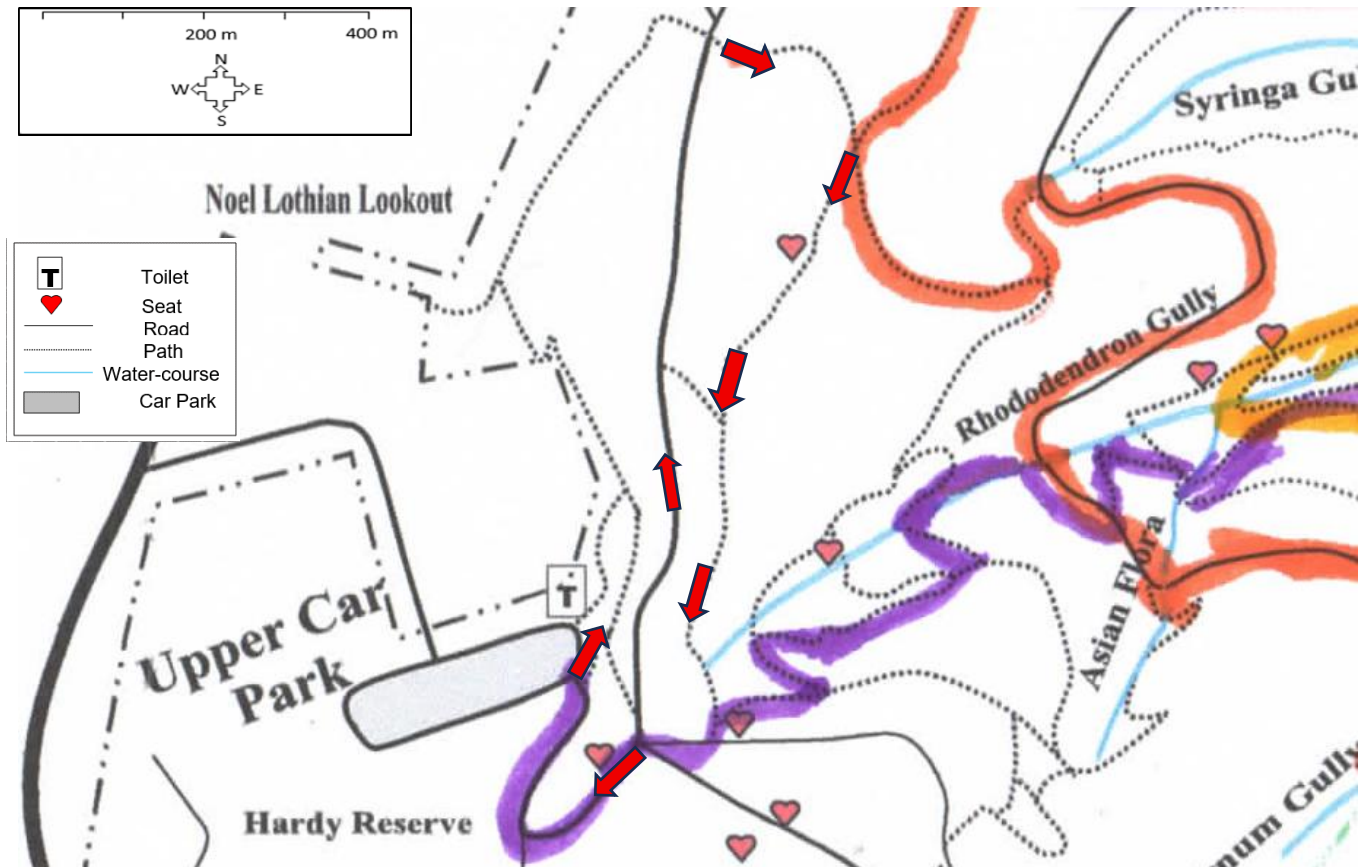 200 m
400 m
N
W
E
S
Syringa Gu
Noel Lothian Lookout
T
Toilet
Seat
Road
Path
Water-course
Car Park
Rhododendron Gully
Asian Flora
T
Upper Car
Park
Hardy Reserve
num Gully